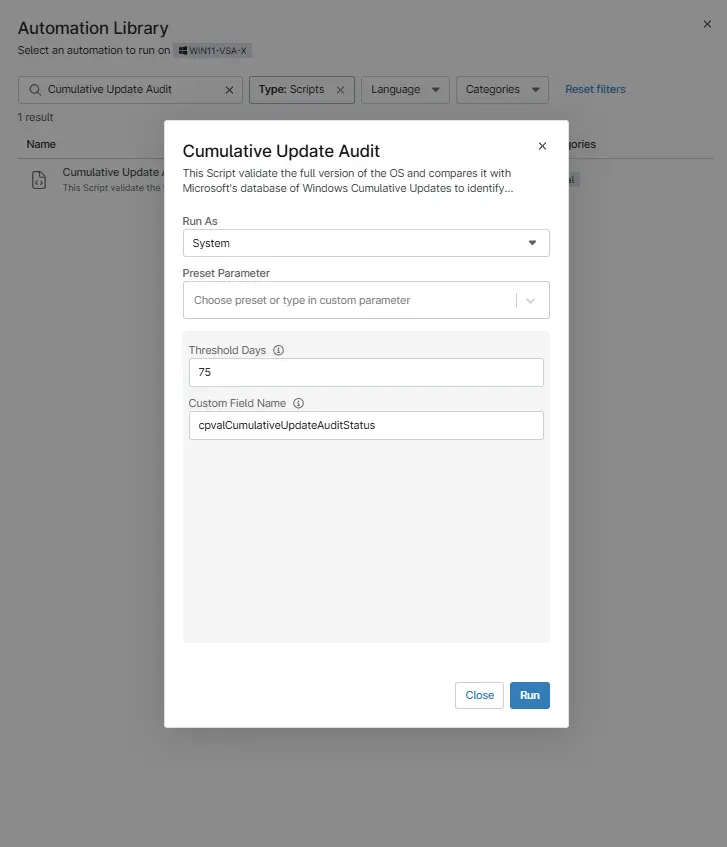 Automation Library
Select an automation to run on WIN11-VSA-X
Cumulative Update Audit
Type: Scripts
Language
Categories
Reset filters
1 result
Name
Cumulative Update
This Script validate the
Cumulative Update Audit
This Script validate the full version of the OS and compares it with
Microsoft's database of Windows Cumulative Updates to identify...
Run As
System
Preset Parameter
Choose preset or type in custom parameter
Threshold Days
75
Custom Field Name
cpvalCumulativeUpdateAuditStatus
Close
Run